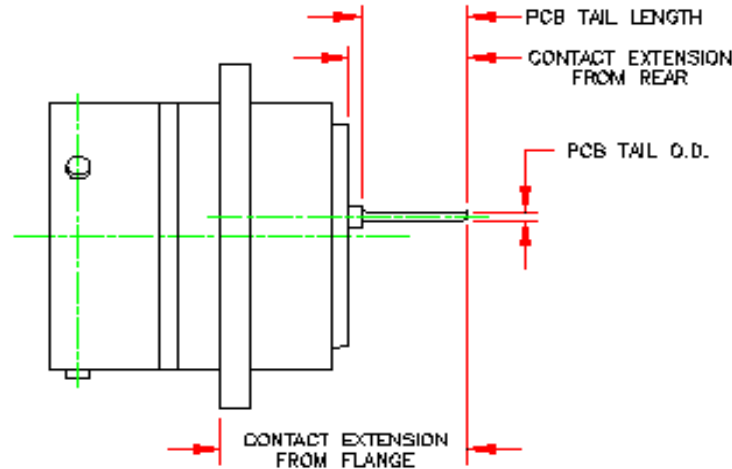 PCB TAIL LENGTH
CONTACT EXTENSION
FROM REAR
PCB TAIL O.D.
CONTACT EXTENSION
FROM FLANGE